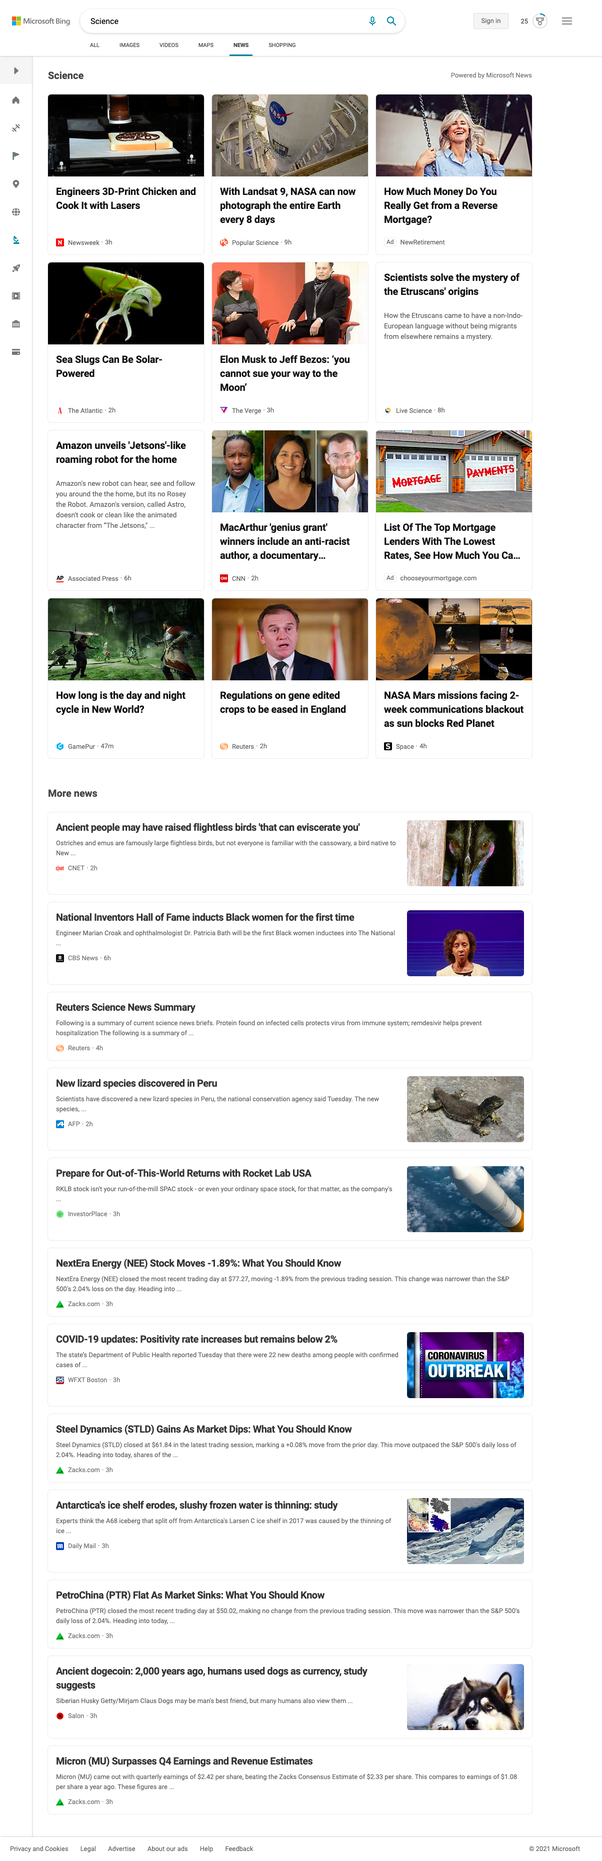 Microsoft Bing
Science
Sign in
25
ALL
IMAGES
VIDEOS
MAPS
NEWS
SHOPPING
Science
Powered by Microsoft News
Engineers 3D-Print Chicken and
Cook It with Lasers
Newsweek · 3h
NASA
With Landsat 9, NASA can now
photograph the entire Earth
every 8 days
Popular Science · 9h
How Much Money Do You
Really Get from a Reverse
Mortgage?
Ad NewRetirement
Sea Slugs Can Be Solar-
Powered
The Atlantic · 2h
Elon Musk to Jeff Bezos: ‘you
cannot sue your way to the
Moon’
The Verge · 3h
Scientists solve the mystery of
the Etruscans' origins
How the Etruscans came to have a non-Indo-
European language without being migrants
from elsewhere remains a mystery.
Live Science · 8h
Amazon unveils 'Jetsons'-like
roaming robot for the home
Amazon's new robot can hear, see and follow
you around the the home, but its no Rosey
the Robot. Amazon's version, called Astro,
doesn't cook or clean like the animated
character from “The Jetsons,” ...
AP Associated Press · 6h
MacArthur 'genius grant'
winners include an anti-racist
author, a documentary...
CNN · 2h
MORTGAGE
PAYMENTS
List Of The Top Mortgage
Lenders With The Lowest
Rates, See How Much You Ca...
Ad chooseyourmortgage.com
How long is the day and night
cycle in New World?
GamePur · 47m
Regulations on gene edited
crops to be eased in England
Reuters · 2h
NASA Mars missions facing 2-
week communications blackout
as sun blocks Red Planet
Space · 4h
More news
Ancient people may have raised flightless birds 'that can eviscerate you'
Ostriches and emus are famously large flightless birds, but not everyone is familiar with the cassowary, a bird native to
New ...
CNET · 2h
National Inventors Hall of Fame inducts Black women for the first time
Engineer Marian Croak and ophthalmologist Dr. Patricia Bath will be the first Black women inductees into The National
...
CBS News · 6h
Reuters Science News Summary
Following is a summary of current science news briefs. Protein found on infected cells protects virus from immune system; remdesivir helps prevent
hospitalization The following is a summary of ...
Reuters · 4h
New lizard species discovered in Peru
Scientists have discovered a new lizard species in Peru, the national conservation agency said Tuesday. The new
species, ...
AFP · 2h
Prepare for Out-of-This-World Returns with Rocket Lab USA
RKLB stock isn't your run-of-the-mill SPAC stock - or even your ordinary space stock, for that matter, as the company's
...
InvestorPlace · 3h
NextEra Energy (NEE) Stock Moves -1.89%: What You Should Know
NextEra Energy (NEE) closed the most recent trading day at $77.27, moving -1.89% from the previous trading session. This change was narrower than the S&P
500's 2.04% loss on the day. Heading into ...
Zacks.com · 3h
COVID-19 updates: Positivity rate increases but remains below 2%
The state's Department of Public Health reported Tuesday that there were 22 new deaths among people with confirmed
cases of ...
WFXT Boston · 3h
CORONAVIRUS
OUTBREAK
Steel Dynamics (STLD) Gains As Market Dips: What You Should Know
Steel Dynamics (STLD) closed at $61.84 in the latest trading session, marking a +0.08% move from the prior day. This move outpaced the S&P 500's daily loss of
2.04%. Heading into today, shares of the ...
Zacks.com · 3h
Antarctica's ice shelf erodes, slushy frozen water is thinning: study
Experts think the A68 iceberg that split off from Antarctica's Larsen C ice shelf in 2017 was caused by the thinning of
ice ...
Daily Mail · 3h
PetroChina (PTR) Flat As Market Sinks: What You Should Know
PetroChina (PTR) closed the most recent trading day at $50.02, making no change from the previous trading session. This move was narrower than the S&P 500's
daily loss of 2.04%. Heading into today, ...
Zacks.com · 3h
Ancient dogecoin: 2,000 years ago, humans used dogs as currency, study
suggests
Siberian Husky Getty/Mirjam Claus Dogs may be man's best friend, but many humans also view them ...
Salon · 3h
Micron (MU) Surpasses Q4 Earnings and Revenue Estimates
Micron (MU) came out with quarterly earnings of $2.42 per share, beating the Zacks Consensus Estimate of $2.33 per share. This compares to earnings of $1.08
per share a year ago. These figures are ...
Zacks.com · 3h
Privacy and Cookies
Legal
Advertise
About our ads
Help
Feedback
© 2021 Microsoft